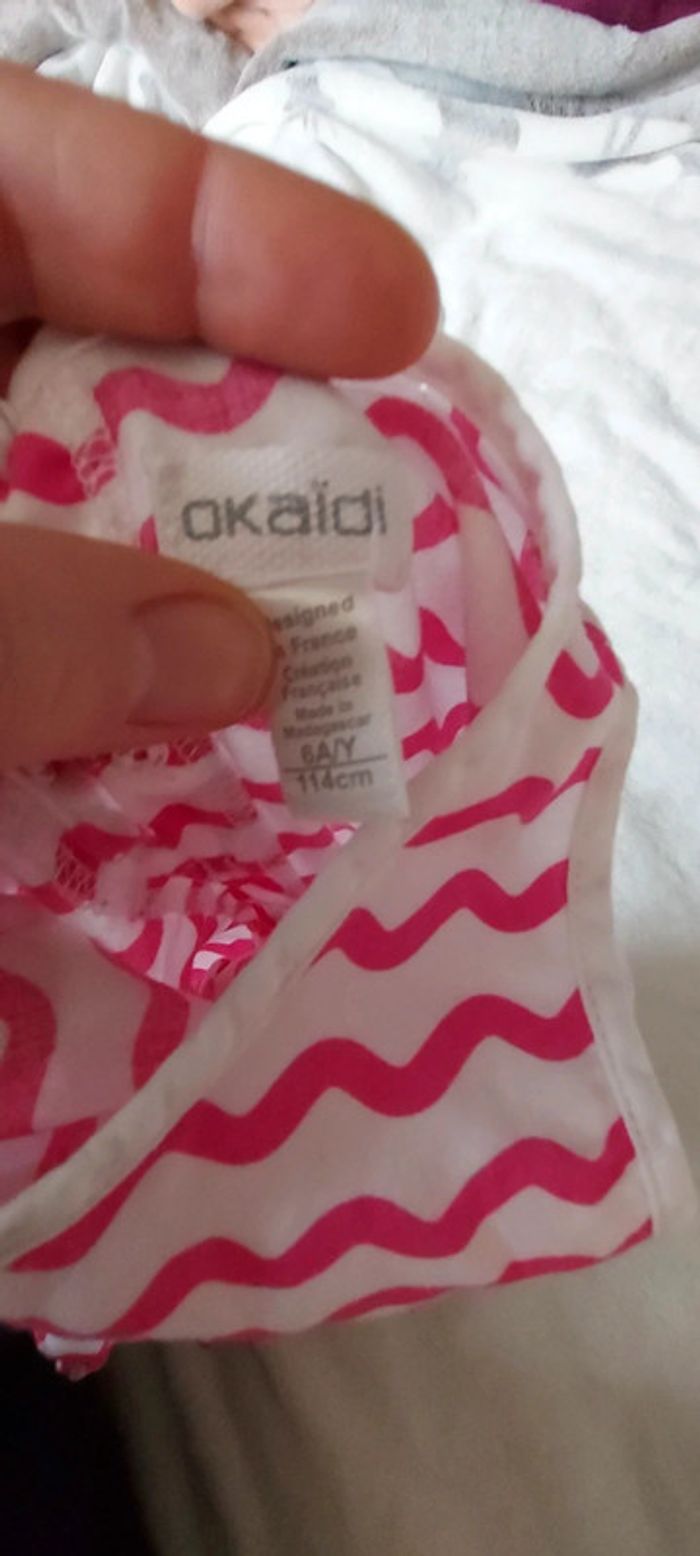 OKAÏDI
esigned
France
Création
Française
Made in
Madagascar
6A/Y
114cm